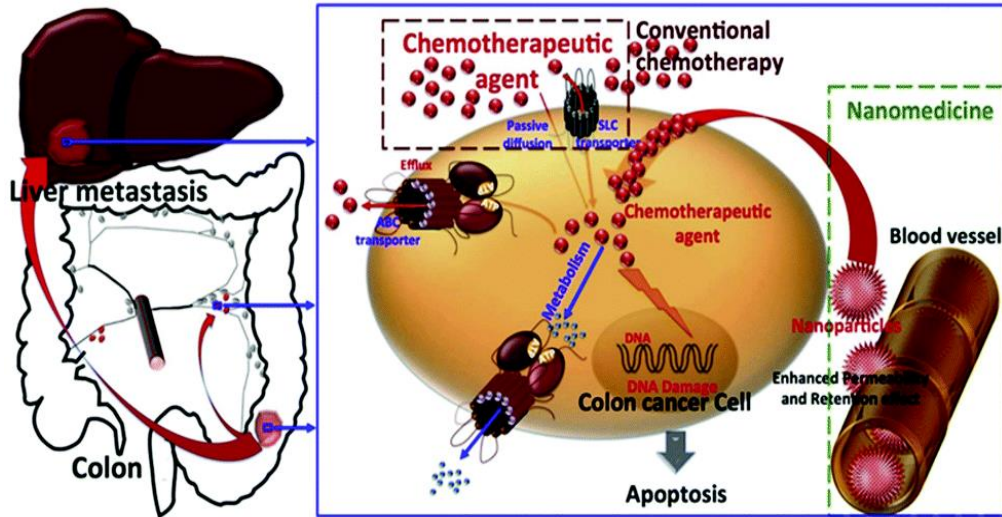 Liver metastasis
Colon
Chemotherapeutic
agent
Conventional
chemotherapy
Passive
diffusion
SLC
transporter
Efflux
ABC
transporter
Chemotherapeutic
agent
Metabolism
DNA
DNA Damage
Colon cancer Cell
Apoptosis
Nanomedicine
Blood vessel
Nanoparticles
Enhanced Permeability
and Retention effect